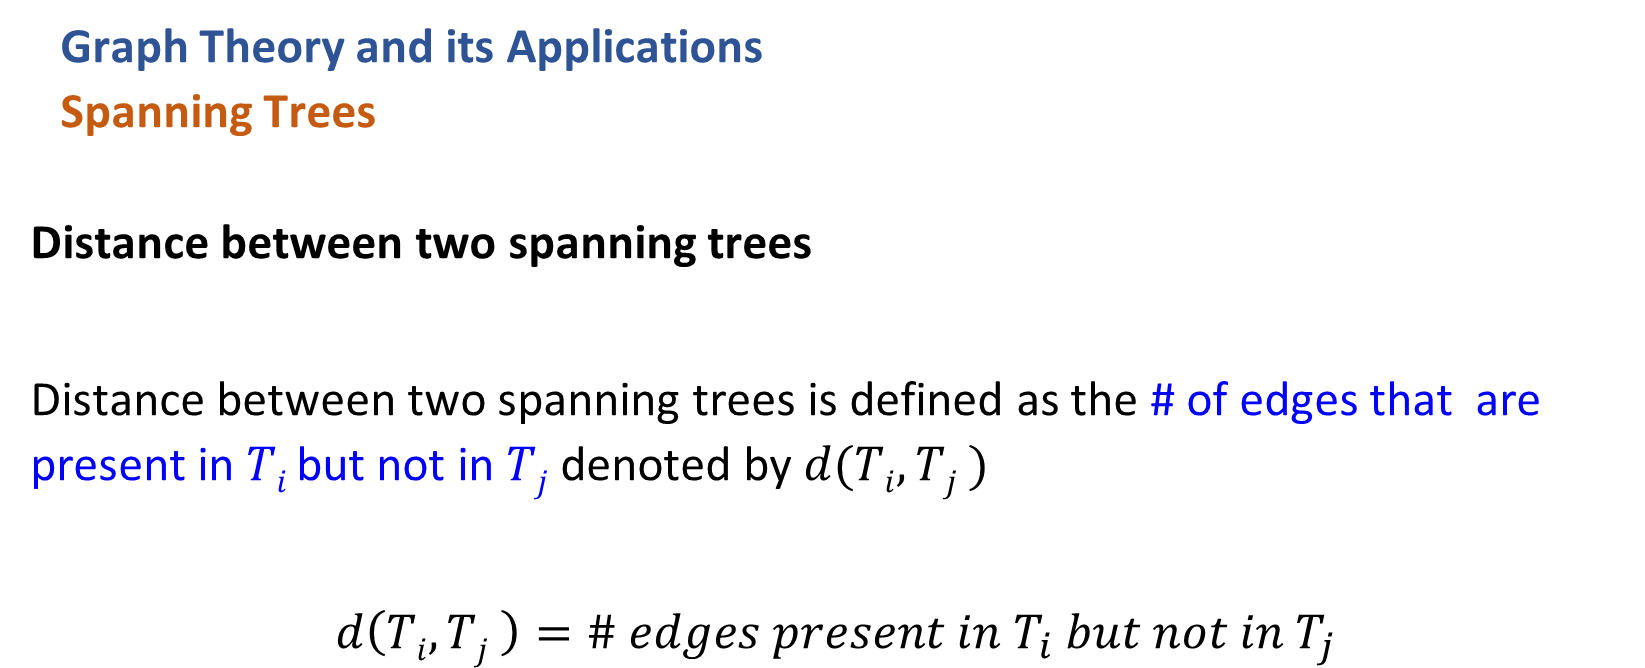 Graph Theory and its Applications
Spanning Trees
Distance between two spanning trees
Distance between two spanning trees is defined as the # of edges that  are
present in T_i but not in T_j denoted by d(T_i, T_j )
d(T_i, T_j ) = # edges present in T_i but not in T_j